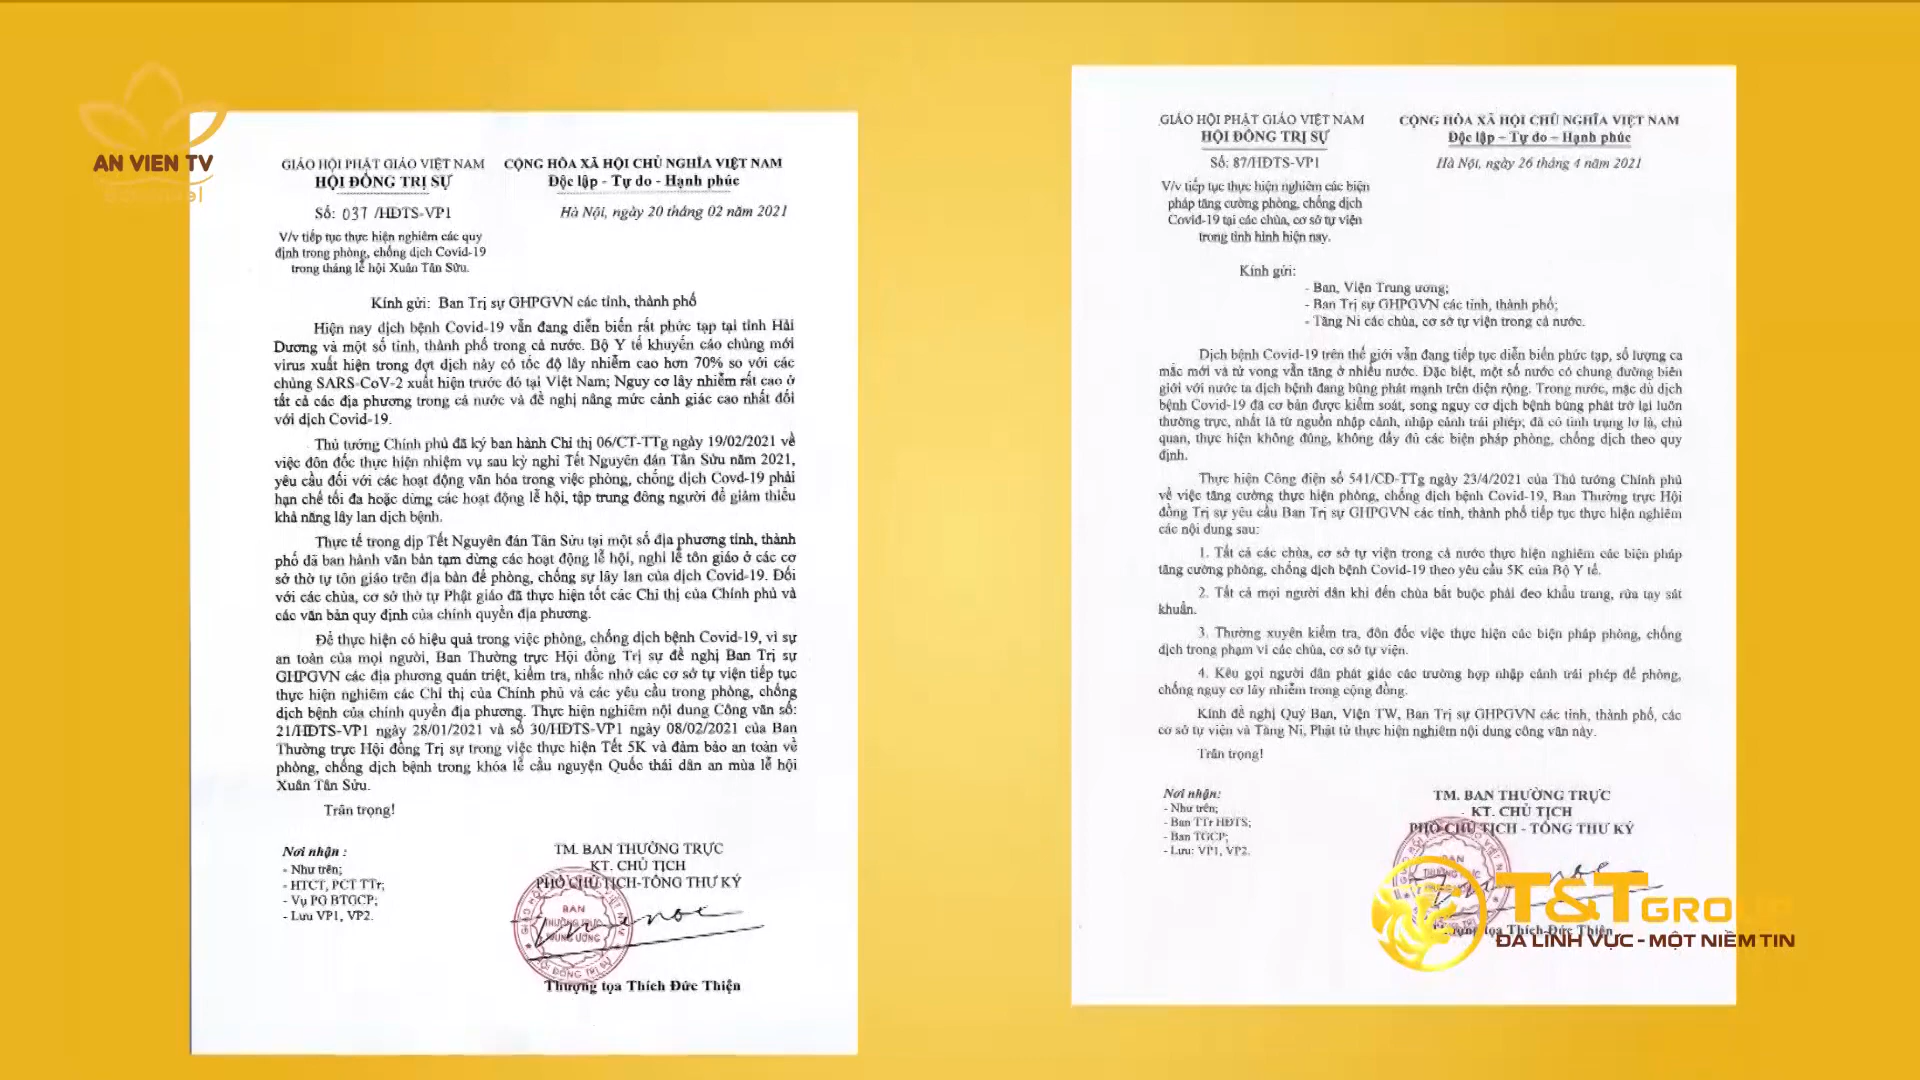 AN VIEN TV
GIÁO HỘI PHẬT GIÁO VIỆT NAM
HỘI ĐỒNG TRỊ SỰ
Số: 037 /HĐTS-VP1
V/v tiếp tục thực hiện nghiêm các quy
định trong phòng, chống dịch Covid-19
trong tháng lễ hội Xuân Tân Sửu.
CỘNG HÒA XÃ HỘI CHỦ NGHĨA VIỆT NAM
Độc lập - Tự do - Hạnh phúc
Hà Nội, ngày 20 tháng 02 năm 2021
Kính gửi: Ban Trị sự GHPGVN các tỉnh, thành phố
Hiện nay dịch bệnh Covid-19 vẫn đang diễn biến rất phức tạp tại tỉnh Hải
Dương và một số tỉnh, thành phố trong cả nước. Bộ Y tế khuyến cáo chủng mới
virus xuất hiện trong đợt dịch này có tốc độ lây nhiễm cao hơn 70% so với các
chủng SARS-CoV-2 xuất hiện trước đó tại Việt Nam; Nguy cơ lây nhiễm rất cao ở
tất cả các địa phương trong cả nước và đề nghị nâng mức cảnh giác cao nhất đối
với dịch Covid-19.
Thủ tướng Chính phủ đã ký ban hành Chỉ thị 06/CT-TTg ngày 19/02/2021 về
việc đôn đốc thực hiện nhiệm vụ sau kỳ nghỉ Tết Nguyên đán Tân Sửu năm 2021,
yêu cầu đối với các hoạt động văn hóa trong việc phòng, chống dịch Covd-19 phải
hạn chế tối đa hoặc dừng các hoạt động lễ hội, tập trung đông người để giảm thiểu
khả năng lây lan dịch bệnh.
Thực tế trong dịp Tết Nguyên đán Tân Sửu tại một số địa phương tỉnh, thành
phố đã ban hành văn bản tạm dừng các hoạt động lễ hội, nghi lễ tôn giáo ở các cơ
sở thờ tự tôn giáo trên địa bàn để phòng, chống sự lây lan của dịch Covid-19. Đối
với các chùa, cơ sở thờ tự Phật giáo đã thực hiện tốt các Chỉ thị của Chính phủ và
các văn bản quy định của chính quyền địa phương.
Để thực hiện có hiệu quả trong việc phòng, chống dịch bệnh Covid-19, vì sự
an toàn của mọi người, Ban Thường trực Hội đồng Trị sự đề nghị Ban Trị sự
GHPGVN các địa phương quán triệt, kiểm tra, nhắc nhở các cơ sở tự viện tiếp tục
thực hiện nghiêm các Chỉ thị của Chính phủ và các yêu cầu trong phòng, chống
dịch bệnh của chính quyền địa phương. Thực hiện nghiêm nội dung Công văn số:
21/HĐTS-VP1 ngày 28/01/2021 và số 30/HĐTS-VP1 ngày 08/02/2021 của Ban
Thường trực Hội đồng Trị sự trong việc thực hiện Tết 5K và đảm bảo an toàn về
phòng, chống dịch bệnh trong khóa lễ cầu nguyện Quốc thái dân an mùa lễ hội
Xuân Tân Sửu.
Trân trọng!
Nơi nhận :
- Như trên;
- HTCT, PCT TTr;
- Vụ PG BTGCP;
- Lưu VP1, VP2.
TM. BAN THƯỜNG TRỰC
KT. CHỦ TỊCH
PHÓ CHỦ TỊCH-TỔNG THƯ KÝ
BAN
THƯỜNG TRỰC
TRUNG ƯƠNG
HỘI ĐỒNG TRỊ SỰ
Thượng tọa Thích Đức Thiện
GIÁO HỘI PHẬT GIÁO VIỆT NAM
HỘI ĐỒNG TRỊ SỰ
Số: 87/HĐTS-VP1
V/v tiếp tục thực hiện nghiêm các biện
pháp tăng cường phòng, chống dịch
Covid-19 tại các chùa, cơ sở tự viện
trong tình hình hiện nay.
CỘNG HÒA XÃ HỘI CHỦ NGHĨA VIỆT NAM
Độc lập – Tự do – Hạnh phúc
Hà Nội, ngày 26 tháng 4 năm 2021
Kính gửi:
- Ban, Viện Trung ương;
- Ban Trị sự GHPGVN các tỉnh, thành phố;
- Tăng Ni các chùa, cơ sở tự viện trong cả nước.
Dịch bệnh Covid-19 trên thế giới vẫn đang tiếp tục diễn biến phức tạp, số lượng ca
mắc mới và tử vong vẫn tăng ở nhiều nước. Đặc biệt, một số nước có chung đường biên
giới với nước ta dịch bệnh đang bùng phát mạnh trên diện rộng. Trong nước, mặc dù dịch
bệnh Covid-19 đã cơ bản được kiểm soát, song nguy cơ dịch bệnh bùng phát trở lại luôn
thường trực, nhất là từ nguồn nhập cảnh, nhập cảnh trái phép; đã có tình trạng lơ là, chủ
quan, thực hiện không đúng, không đầy đủ các biện pháp phòng, chống dịch theo quy
định.
Thực hiện Công điện số 541/CĐ-TTg ngày 23/4/2021 của Thủ tướng Chính phủ
về việc tăng cường thực hiện phòng, chống dịch bệnh Covid-19, Ban Thường trực Hội
đồng Trị sự yêu cầu Ban Trị sự GHPGVN các tỉnh, thành phố tiếp tục thực hiện nghiêm
các nội dung sau:
1. Tất cả các chùa, cơ sở tự viện trong cả nước thực hiện nghiêm các biện pháp
tăng cường phòng, chống dịch bệnh Covid-19 theo yêu cầu 5K của Bộ Y tế.
2. Tất cả mọi người dân khi đến chùa bắt buộc phải đeo khẩu trang, rửa tay sát
khuẩn.
3. Thường xuyên kiểm tra, đôn đốc việc thực hiện các biện pháp phòng, chống
dịch trong phạm vi các chùa, cơ sở tự viện.
4. Kêu gọi người dân phát giác các trường hợp nhập cảnh trái phép để phòng,
chống nguy cơ lây nhiễm trong cộng đồng.
Kính đề nghị Quý Ban, Viện TW, Ban Trị sự GHPGVN các tỉnh, thành phố, các
cơ sở tự viện và Tăng Ni, Phật tử thực hiện nghiêm nội dung công văn này.
Trân trọng!
Nơi nhận:
- Như trên;
- Ban TTr HĐTS;
- Ban TGCP;
- Lưu: VP1, VP2.
TM. BAN THƯỜNG TRỰC
KT. CHỦ TỊCH
PHÓ CHỦ TỊCH - TỔNG THƯ KÝ
BAN
Thích Đức Thiện
T&T GROUP
ĐA LĨNH VỰC - MỘT NIỀM TIN